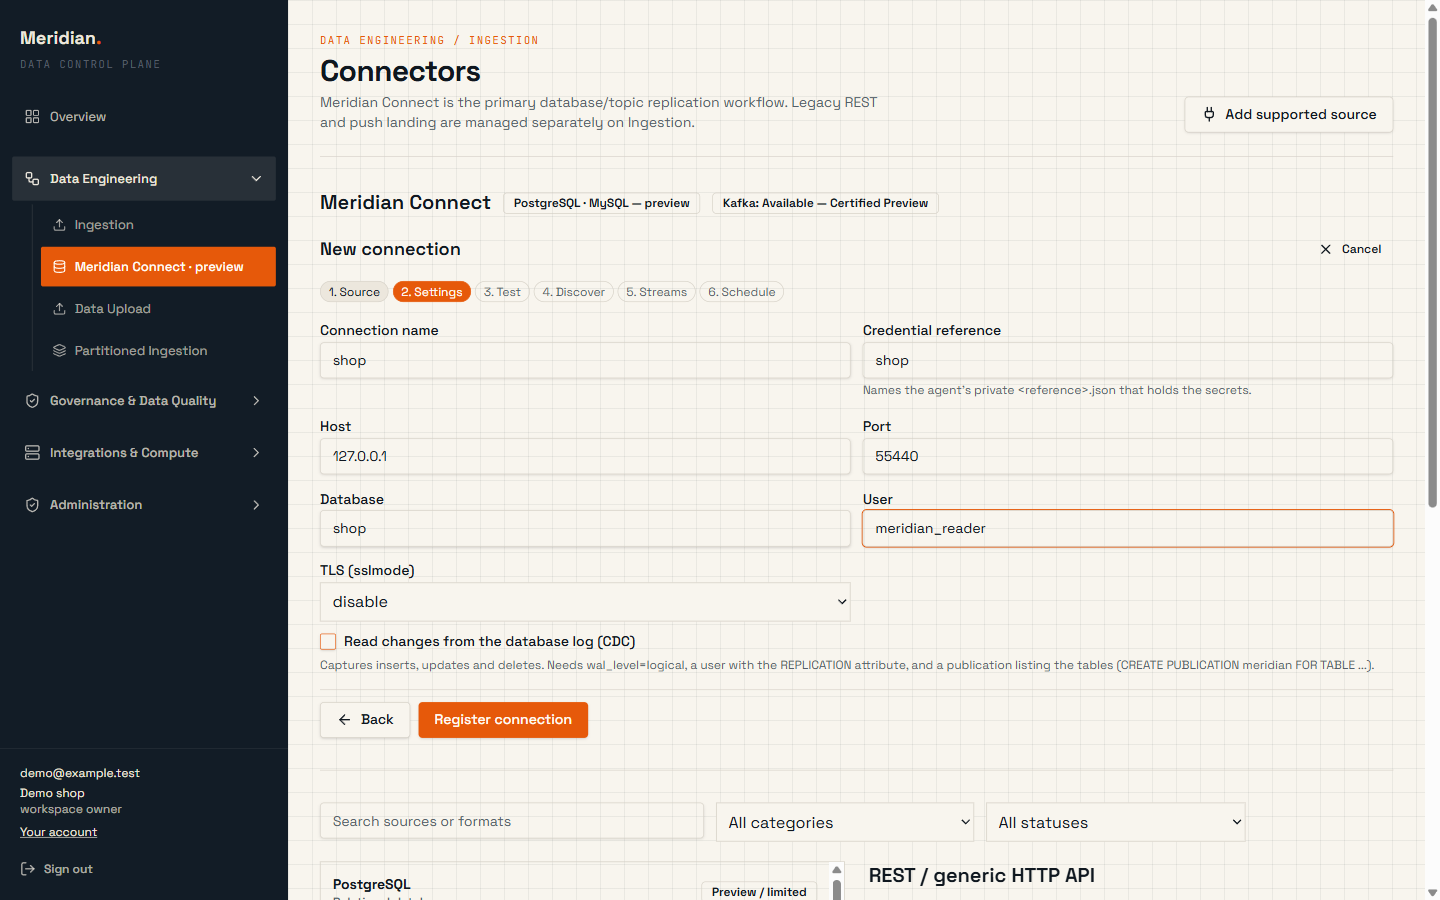 Meridian.
DATA CONTROL PLANE
Overview
Data Engineering
Ingestion
Meridian Connect · preview
Data Upload
Partitioned Ingestion
Governance & Data Quality
Integrations & Compute
Administration
demo@example.test
Demo shop
workspace owner
Your account
Sign out
DATA ENGINEERING / INGESTION
Connectors
Meridian Connect is the primary database/topic replication workflow. Legacy REST
and push landing are managed separately on Ingestion.
Add supported source
Meridian Connect
PostgreSQL · MySQL — preview
Kafka: Available — Certified Preview
New connection
Cancel
1. Source
2. Settings
3. Test
4. Discover
5. Streams
6. Schedule
Connection name
shop
Credential reference
shop
Names the agent's private <reference>.json that holds the secrets.
Host
127.0.0.1
Port
55440
Database
shop
User
meridian_reader
TLS (sslmode)
disable
Read changes from the database log (CDC)
Captures inserts, updates and deletes. Needs wal_level=logical, a user with the REPLICATION attribute, and a publication listing the tables (CREATE PUBLICATION meridian FOR TABLE ...).
Back
Register connection
Search sources or formats
All categories
All statuses
PostgreSQL
Preview / limited
REST / generic HTTP API